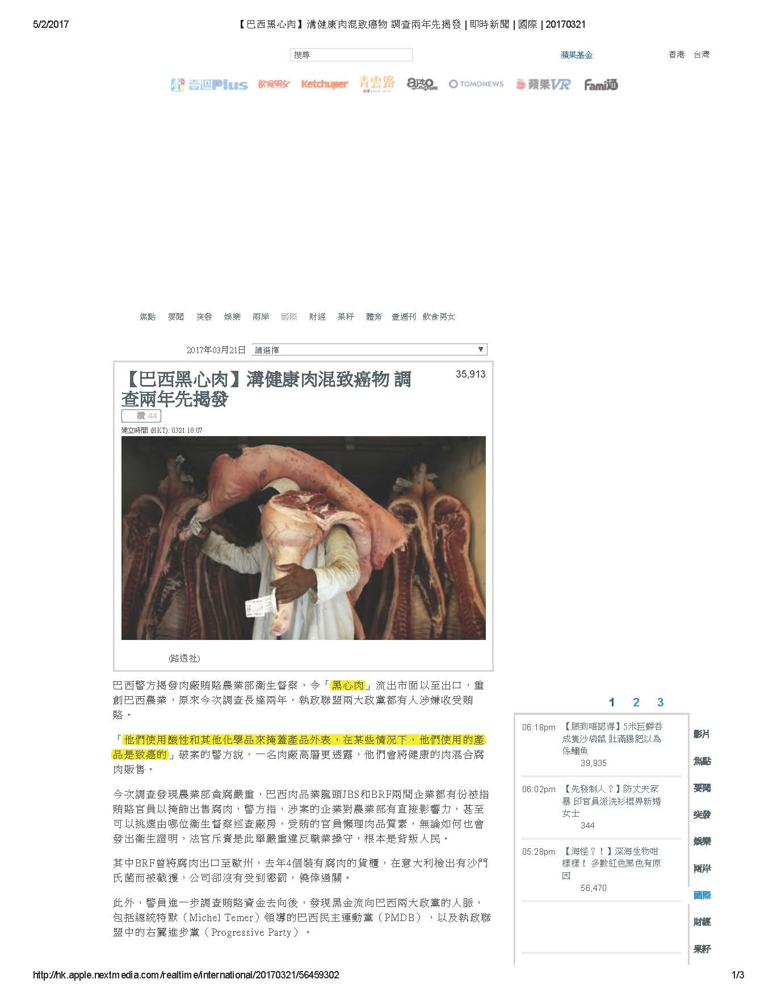 5/2/2017
【巴西黑心肉】溝健康肉混致癌物 調查兩年先揭發 | 即時新聞 | 國際 | 20170321
搜尋
蘋果基金
香港 台灣
壹週Plus 飲食男女 Ketchuper 青雲路 TOMONEWS 蘋果VR Fami通
焦點 要聞 突發 娛樂 兩岸 國際 財經 果籽 體育 壹週刊 飲食男女
2017年03月21日 請選擇
【巴西黑心肉】溝健康肉混致癌物 調
查兩年先揭發
35,913
讚 44
建立時間 (HKT): 0321 18:07
(路透社)
巴西警方揭發肉廠賄賂農業部衞生督察，令「黑心肉」流出市面以至出口，重
創巴西農業，原來今次調查長達兩年，執政聯盟兩大政黨都有人涉嫌收受賄
賂。
「他們使用酸性和其他化學品來掩蓋產品外表，在某些情況下，他們使用的產
品是致癌的」破案的警方說，一名肉廠高層更透露，他們會將健康的肉混合腐
肉販售。
今次調查發現農業部貪腐嚴重，巴西肉品業龍頭JBS和BRF兩間企業都有份被指
賄賂官員以掩飾出售腐肉，警方指，涉案的企業對農業部有直接影響力，甚至
可以挑選由哪位衞生督察巡查廠房，受賄的官員懶理肉品質素，無論如何也會
發出衞生證明，法官斥責是此舉嚴重違反職業操守，根本是背叛人民。
其中BRF曾將腐肉出口至歐州，去年4個裝有腐肉的貨櫃，在意大利檢出有沙門
氏菌而被截獲，公司卻沒有受到懲罰，僥倖過關。
此外，警員進一步調查賄賂資金去向後，發現黑金流向巴西兩大政黨的人脈，
包括總統特默（Michel Temer）領導的巴西民主運動黨（PMDB），以及執政聯
盟中的右翼進步黨（Progressive Party）。
1 2 3
06:18pm 【脹到唔認得】5米巨蟒吞
成隻沙袋鼠 肚滿腸肥以為
係鱷魚
39,935
06:02pm 【先發制人？】防丈夫家
暴 印官員派洗衫棍畀新婚
女士
344
05:28pm 【海怪？！】深海生物咁
樣樣！ 多數紅色黑色有原
因
56,470
影片
焦點
要聞
突發
娛樂
兩岸
國際
財經
果籽
http://hk.apple.nextmedia.com/realtime/international/20170321/56459302
1/3